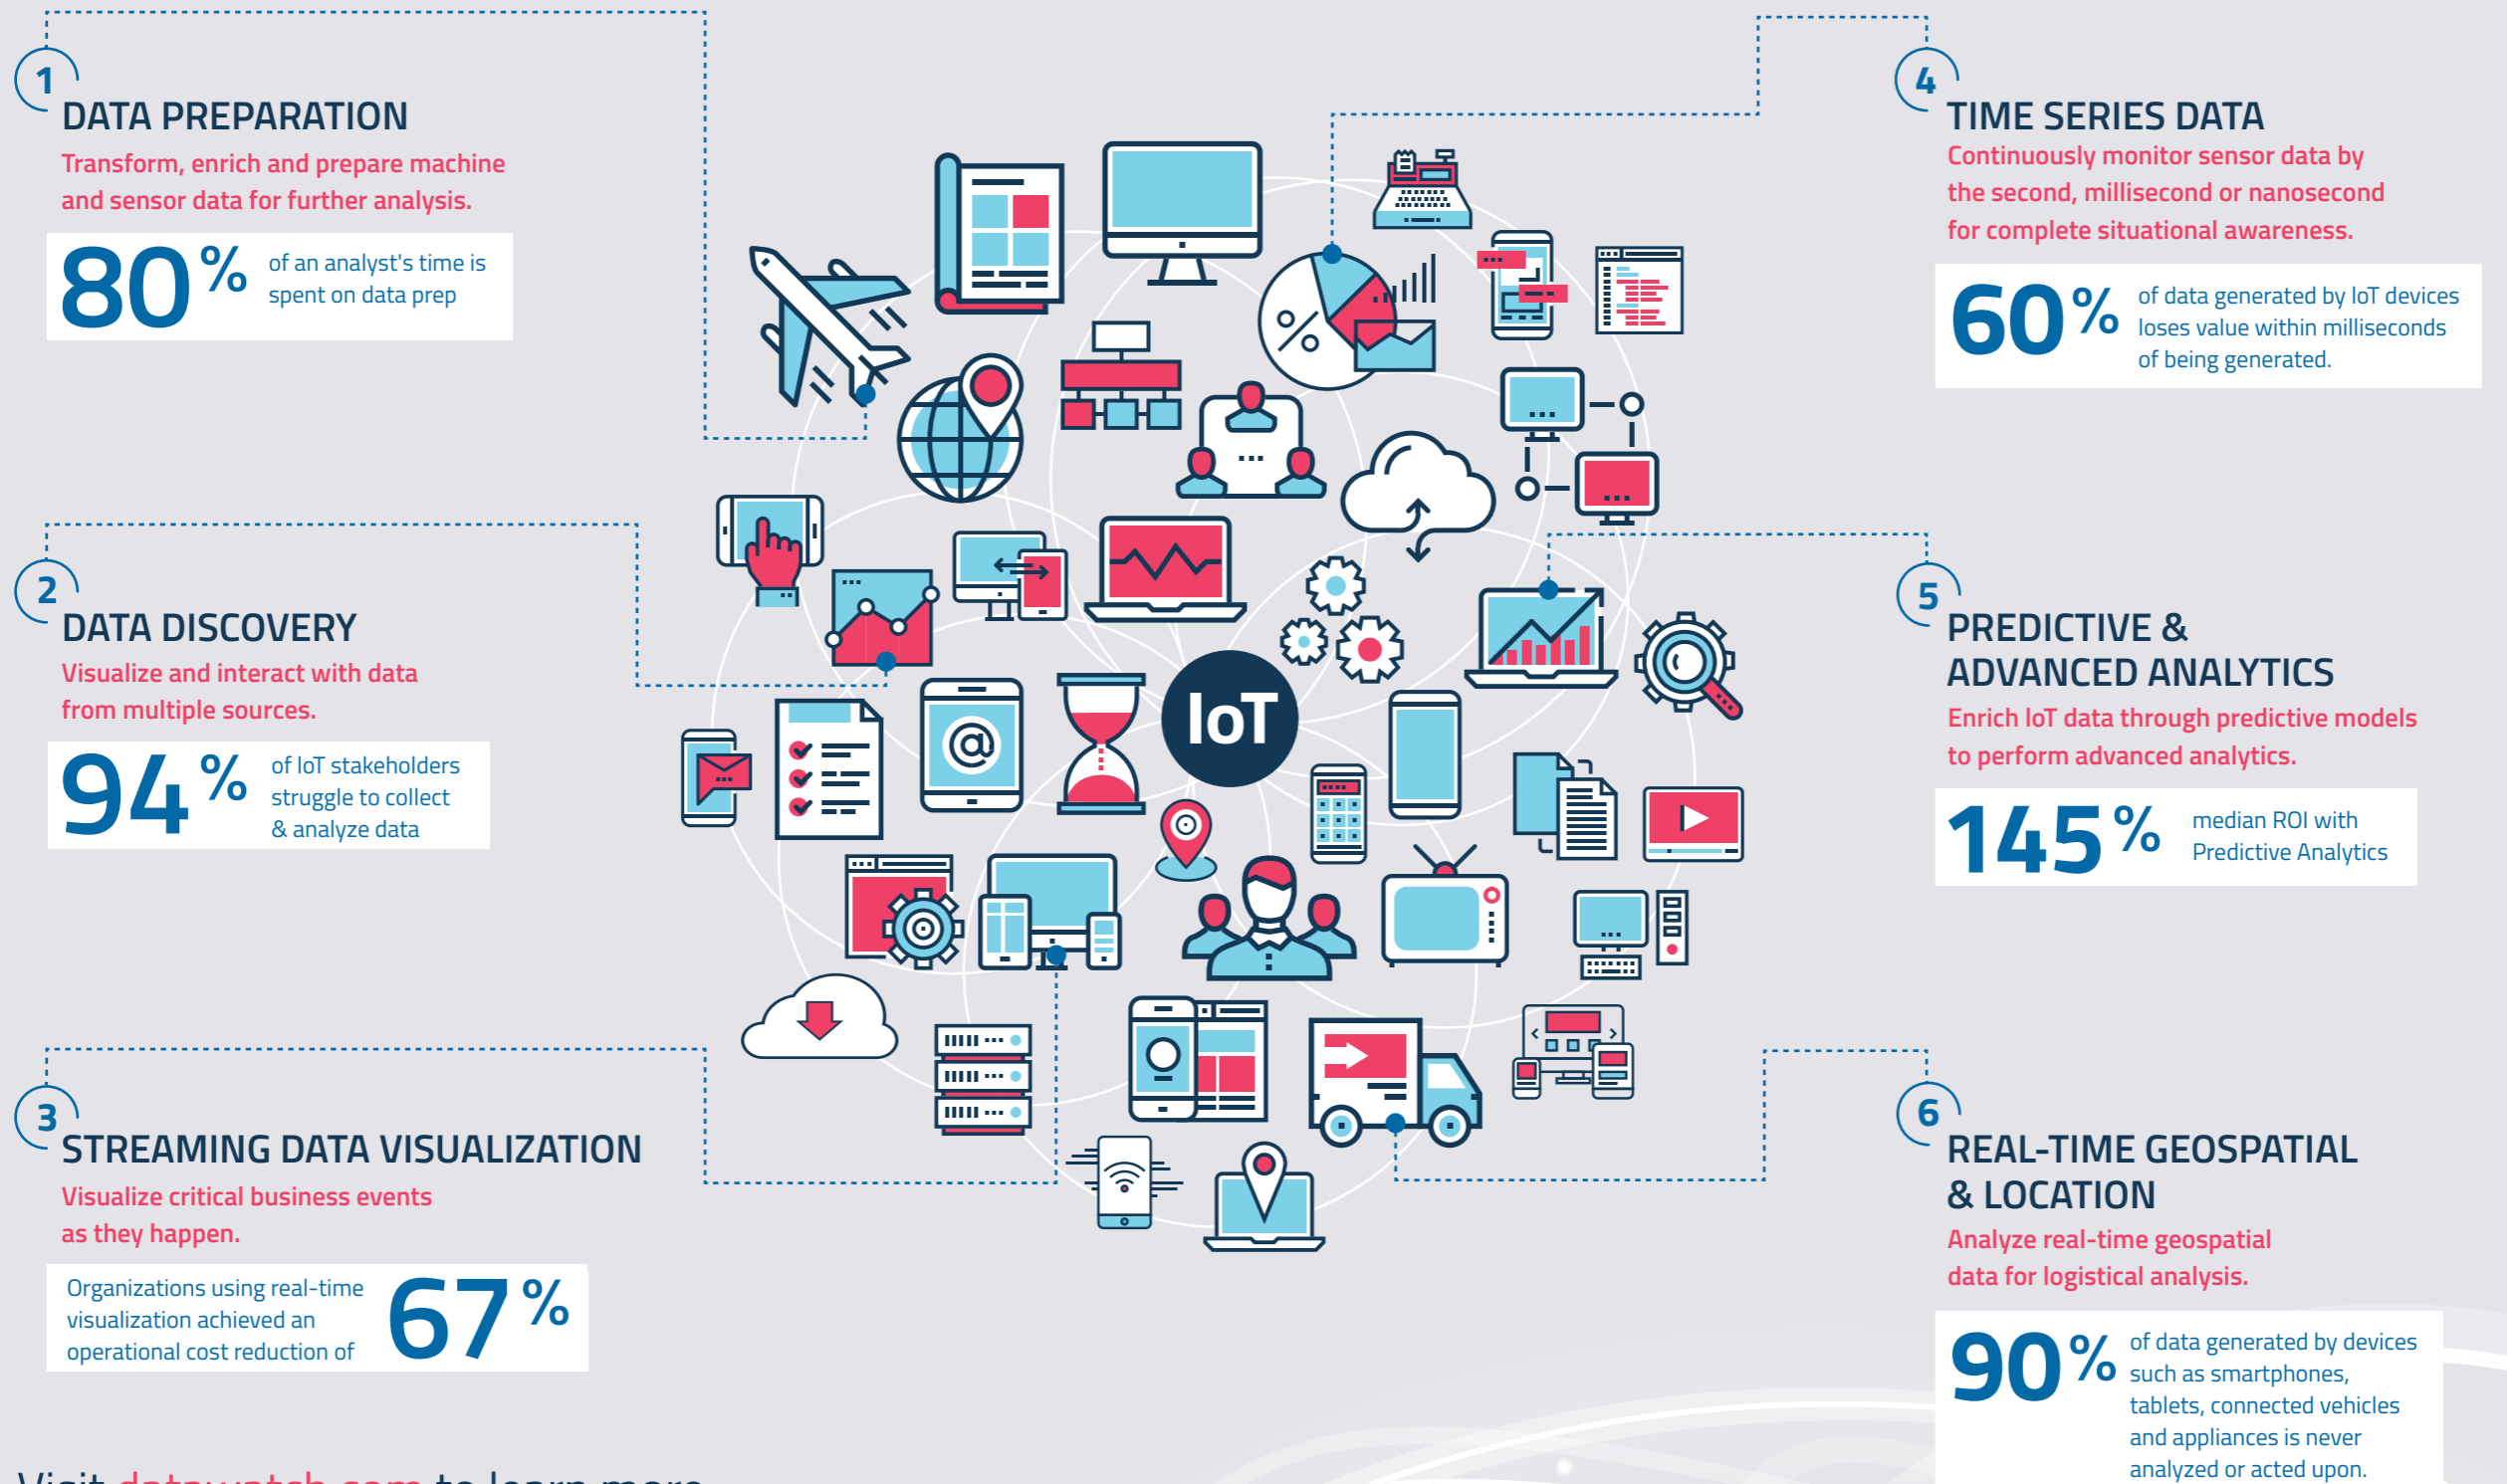 1
DATA PREPARATION
Transform, enrich and prepare machine
and sensor data for further analysis.
80%
of an analyst's time is
spent on data prep
2
DATA DISCOVERY
Visualize and interact with data
from multiple sources.
94%
of IoT stakeholders
struggle to collect
& analyze data
3
STREAMING DATA VISUALIZATION
Visualize critical business events
as they happen.
Organizations using real-time
visualization achieved an
operational cost reduction of
67%
%
@
IoT
4
TIME SERIES DATA
Continuously monitor sensor data by
the second, millisecond or nanosecond
for complete situational awareness.
60%
of data generated by IoT devices
loses value within milliseconds
of being generated.
5
PREDICTIVE &
ADVANCED ANALYTICS
Enrich IoT data through predictive models
to perform advanced analytics.
145%
median ROI with
Predictive Analytics
6
REAL-TIME GEOSPATIAL
& LOCATION
Analyze real-time geospatial
data for logistical analysis.
90%
of data generated by devices
such as smartphones,
tablets, connected vehicles
and appliances is never
analyzed or acted upon.
Visit datawatch.com to learn more